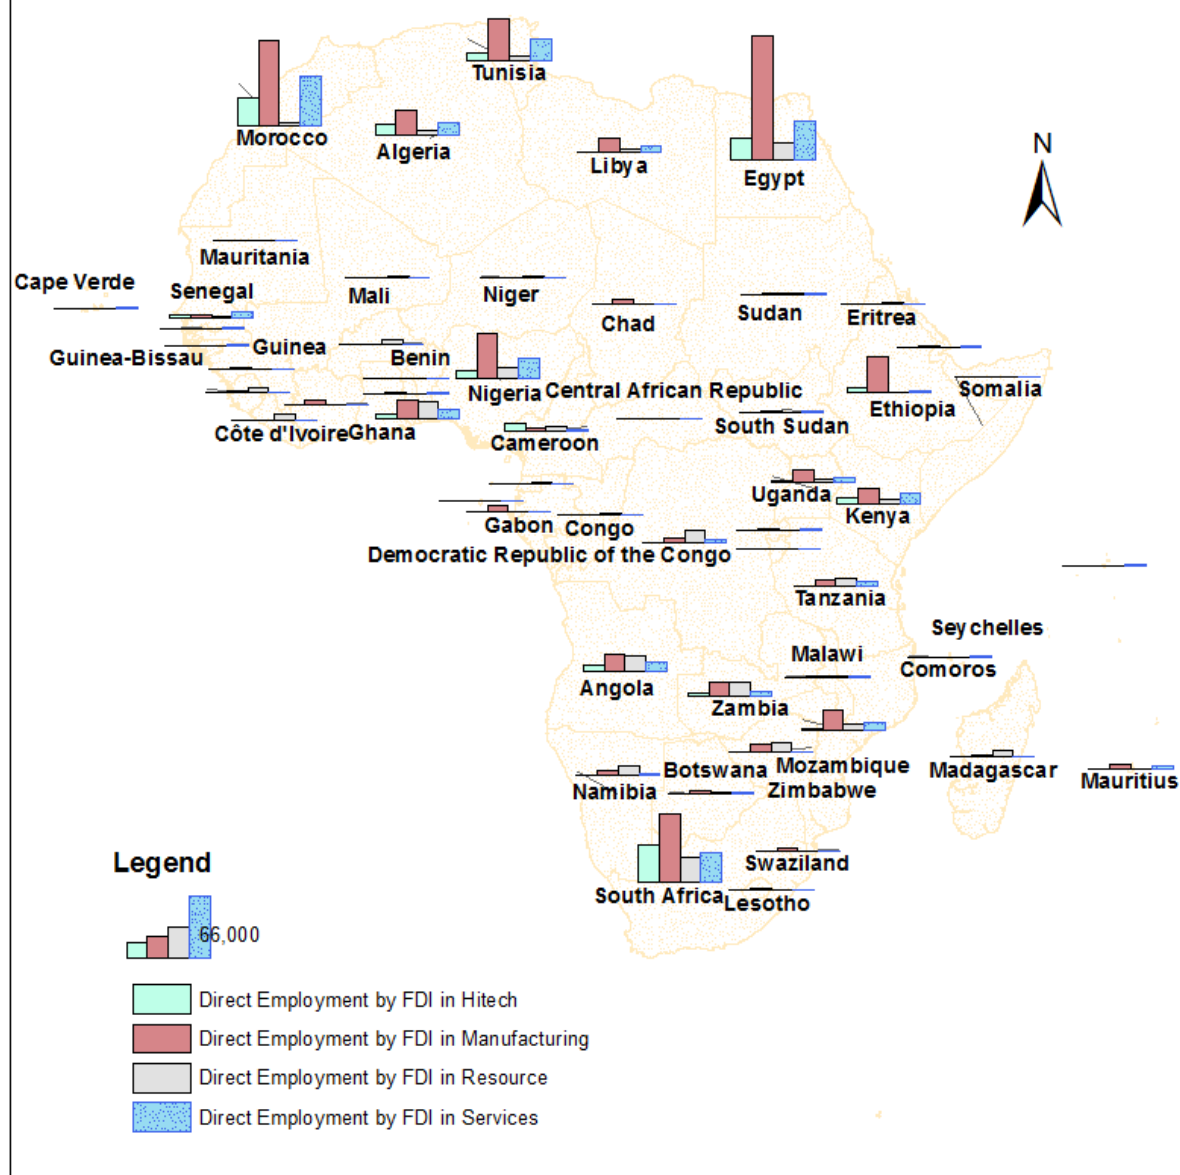 Tunisia
Morocco
Algeria
Libya
Egypt
N
Mauritania
Cape Verde
Senegal
Mali
Niger
Chad
Sudan
Eritrea
Guinea-Bissau
Guinea
Benin
Nigeria
Central African Republic
Ethiopia
Somalia
Côte d'Ivoire
Ghana
Cameroon
South Sudan
Uganda
Kenya
Gabon
Congo
Democratic Republic of the Congo
Tanzania
Seychelles
Malawi
Comoros
Angola
Zambia
Botswana
Mozambique
Madagascar
Mauritius
Namibia
Zimbabwe
Swaziland
South Africa
Lesotho
Legend
66,000
Direct Employment by FDI in Hitech
Direct Employment by FDI in Manufacturing
Direct Employment by FDI in Resource
Direct Employment by FDI in Services